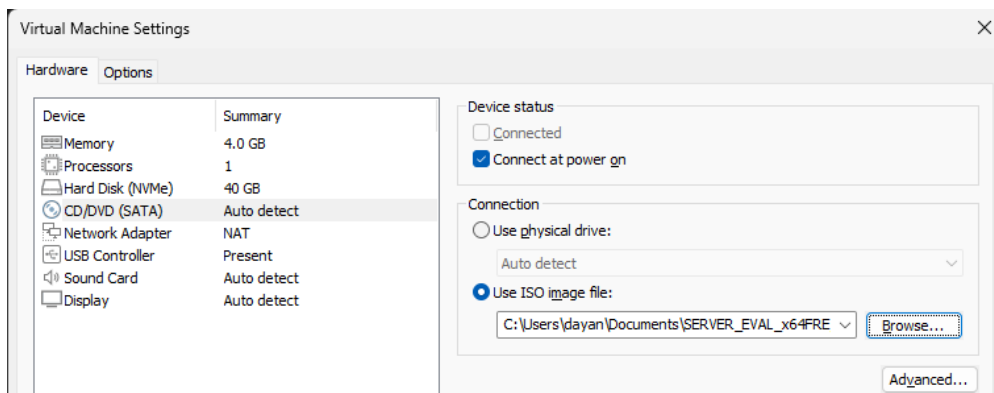 Virtual Machine Settings
Hardware Options
Device Summary
Memory 4.0 GB
Processors 1
Hard Disk (NVMe) 40 GB
CD/DVD (SATA) Auto detect
Network Adapter NAT
USB Controller Present
Sound Card Auto detect
Display Auto detect
Device status
Connected
Connect at power on
Connection
Use physical drive:
Auto detect
Use ISO image file:
C:\Users\dayan\Documents\SERVER_EVAL_x64FRE Browse...
Advanced...